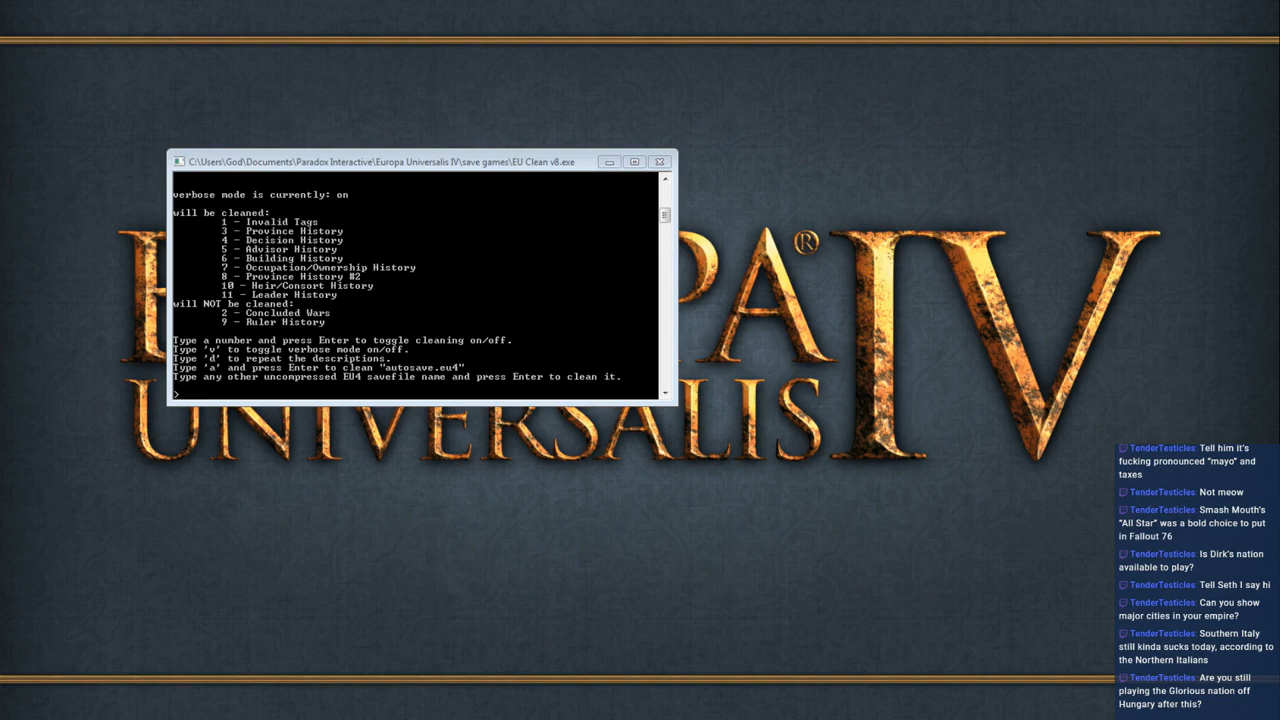 C:\Users\God\Documents\Paradox Interactive\Europa Universalis IV\save games\EU Clean v8.exe
verbose mode is currently: on
will be cleaned:
1 - Invalid Tags
3 - Province History
4 - Decision History
5 - Advisor History
6 - Building History
7 - Occupation/Ownership History
8 - Province History #2
10 - Heir/Consort History
11 - Leader History
will NOT be cleaned:
2 - Concluded Wars
9 - Ruler History
Type a number and press Enter to toggle cleaning on/off.
Type 'v' to toggle verbose mode on/off.
Type 'd' to repeat the descriptions.
Type 'a' and press Enter to clean "autosave.eu4"
Type any other uncompressed EU4 savefile name and press Enter to clean it.
>
E PA® IV
UNIVERSALIS
TenderTesticles: Tell him it's
fucking pronounced “mayo” and
taxes
TenderTesticles: Not meow
TenderTesticles: Smash Mouth's
“All Star” was a bold choice to put
in Fallout 76
TenderTesticles: Is Dirk's nation
available to play?
TenderTesticles: Tell Seth I say hi
TenderTesticles: Can you show
major cities in your empire?
TenderTesticles: Southern Italy
still kinda sucks today, according to
the Northern Italians
TenderTesticles: Are you still
playing the Glorious nation off
Hungary after this?